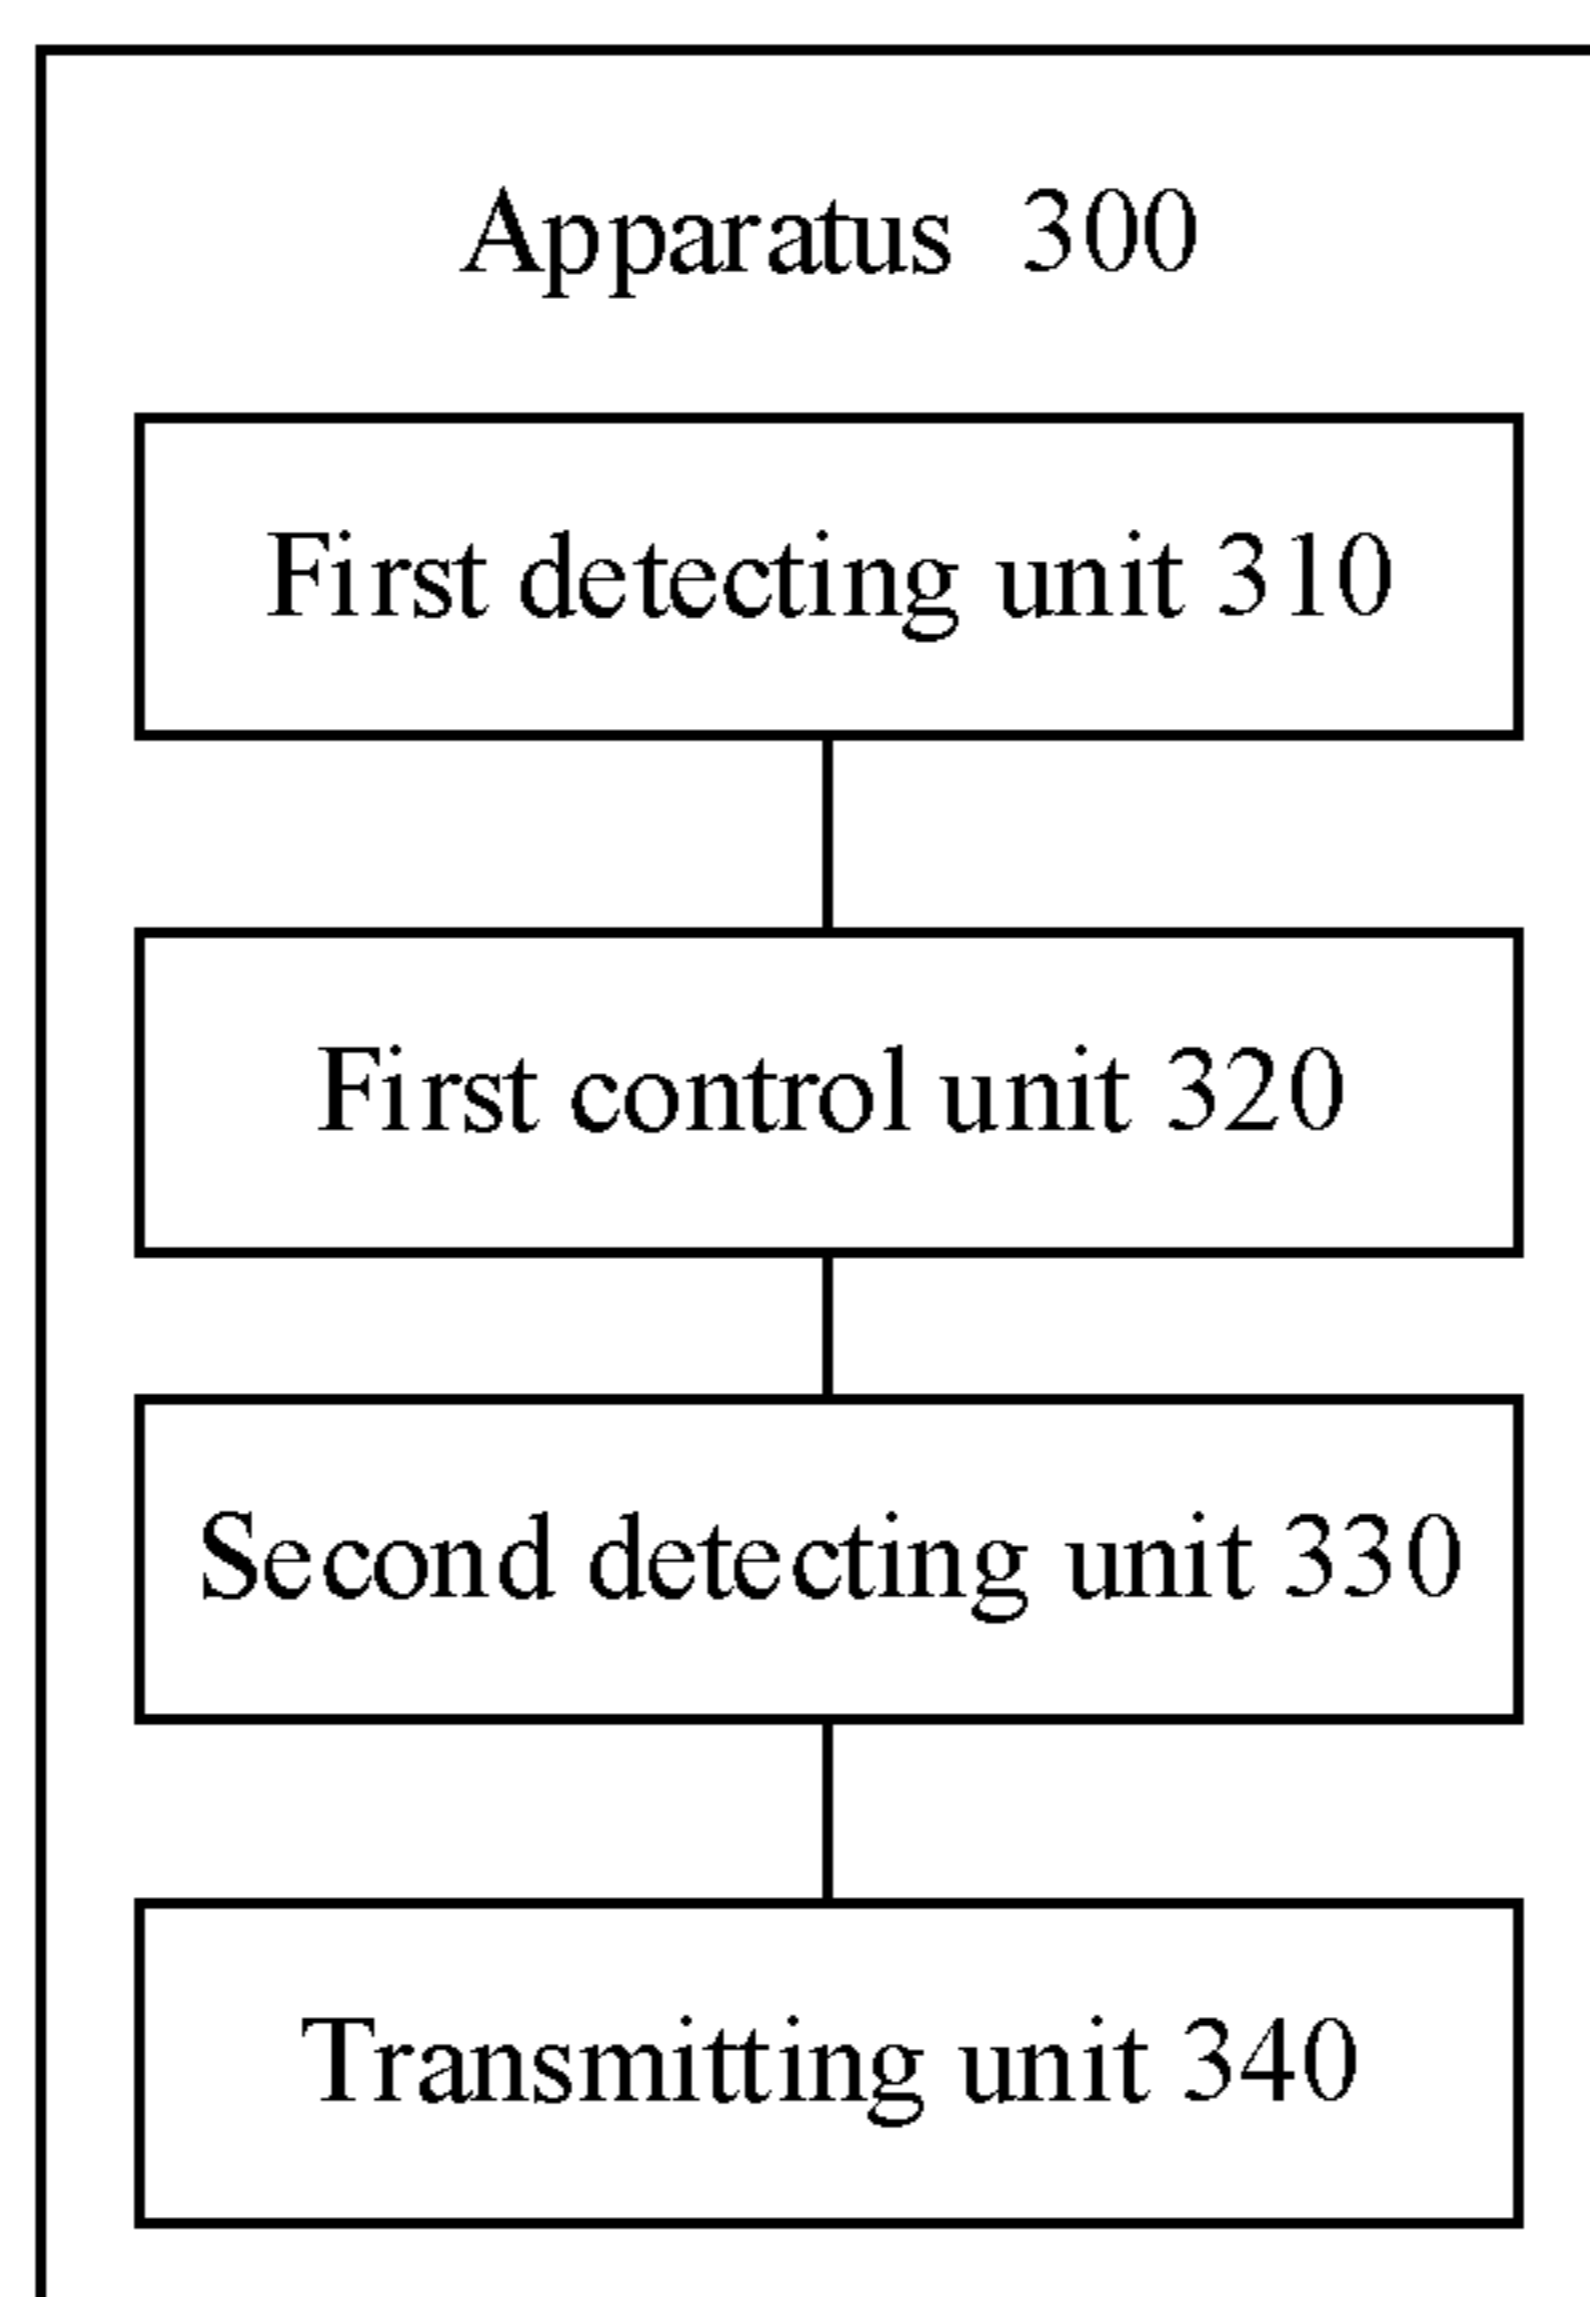 Apparatus 300
First detecting unit 310
First control unit 320
Second detecting unit 330
Transmitting unit 340